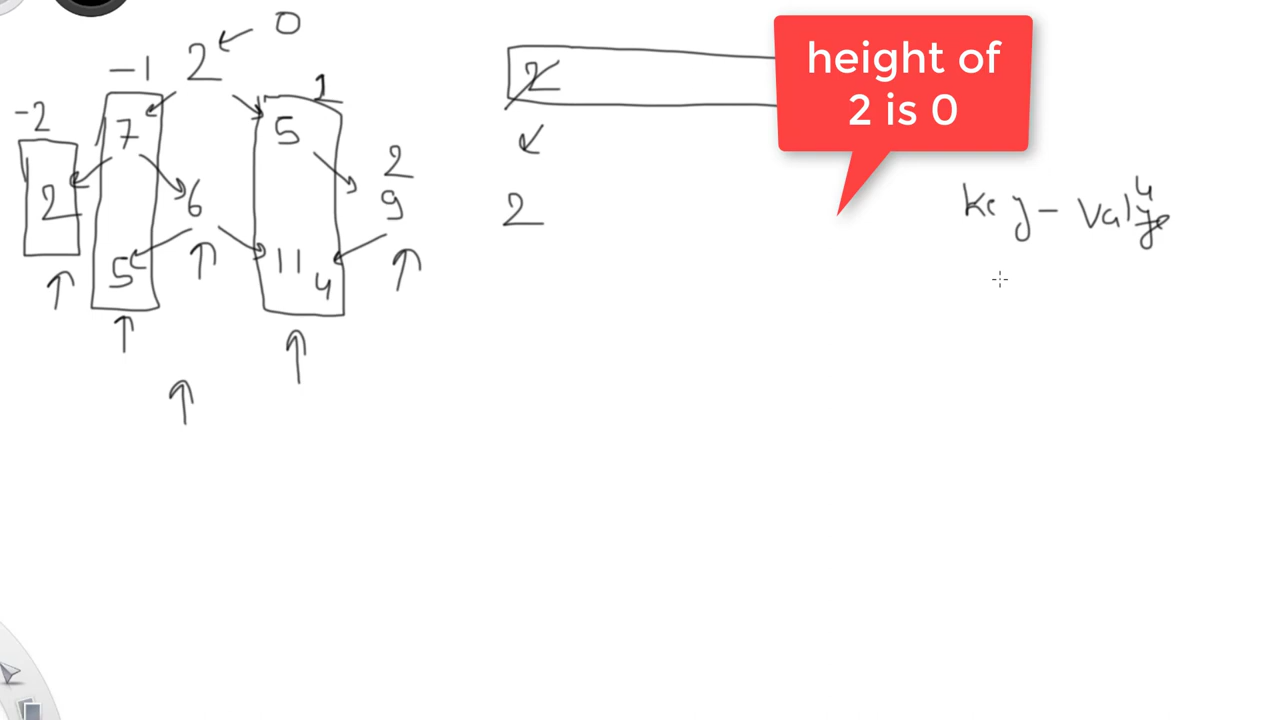 0
-1 2
-2 7 1 5 2
2 6 9
5 11 4
2
2
height of
2 is 0
key - value